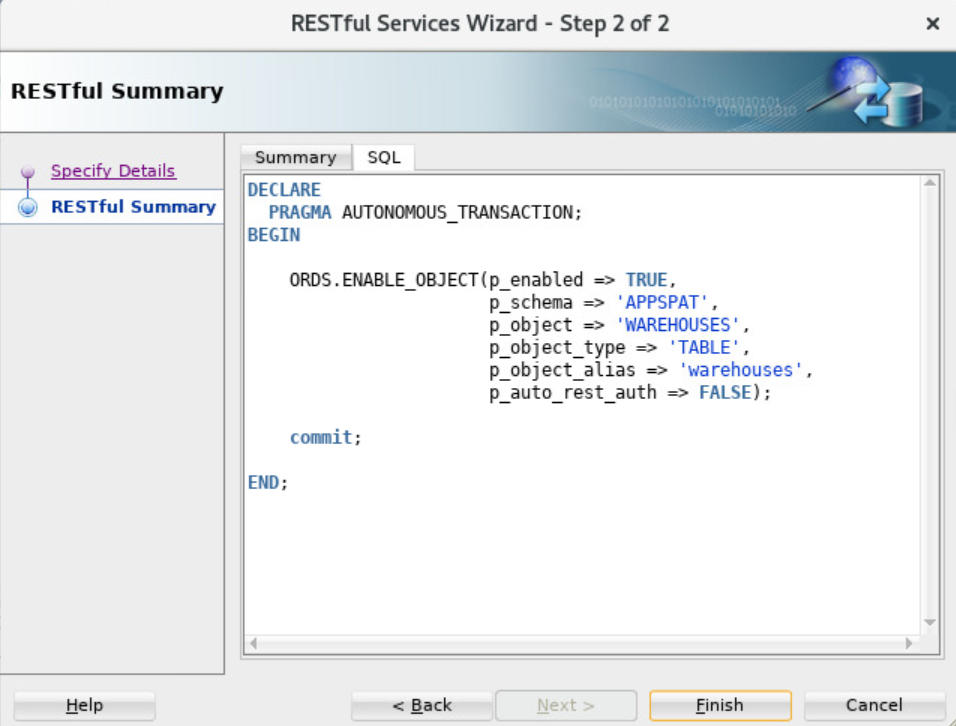 RESTful Services Wizard - Step 2 of 2
RESTful Summary
010101010101010101010101
01010101010
Specify Details
RESTful Summary
Summary
SQL
DECLARE
  PRAGMA AUTONOMOUS_TRANSACTION;
BEGIN
    ORDS.ENABLE_OBJECT(p_enabled => TRUE,
                       p_schema => 'APPSPAT',
                       p_object => 'WAREHOUSES',
                       p_object_type => 'TABLE',
                       p_object_alias => 'warehouses',
                       p_auto_rest_auth => FALSE);
    commit;
END;
Help
< Back
Next >
Finish
Cancel